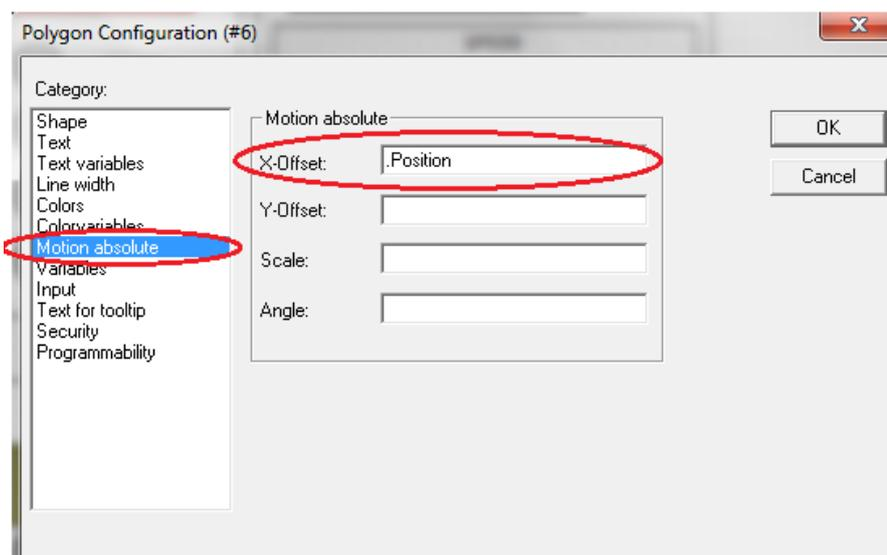 Polygon Configuration (#6)
Category:
Shape
Text
Text variables
Line width
Colors
Colorvariables
Motion absolute
Variables
Input
Text for tooltip
Security
Programmability
Motion absolute
X-Offset: .Position
Y-Offset:
Scale:
Angle:
OK
Cancel